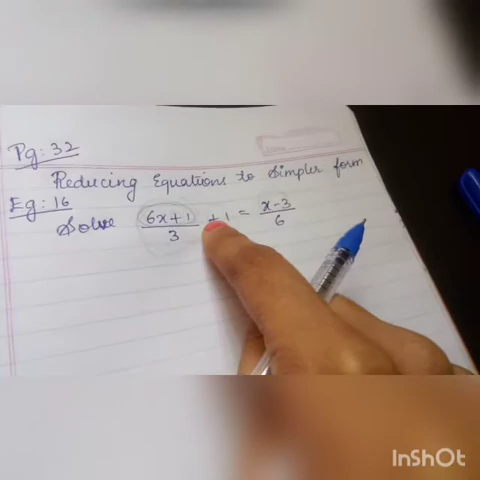 Pg: 32
Reducing Equations to Simpler form
Eg: 16
Solve 6x+1/3 + 1 = x-3/6
InShOt